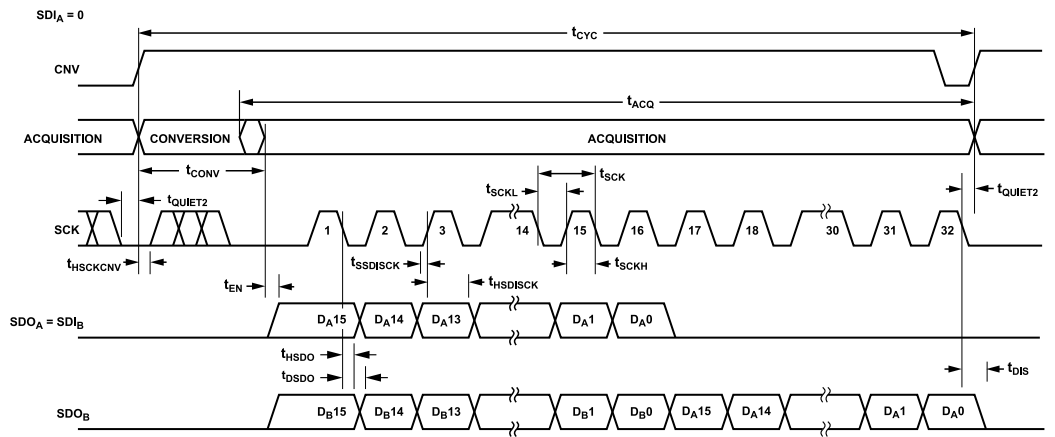 SDIA = 0
tCYC
CNV
tACQ
ACQUISITION CONVERSION ACQUISITION
tCONV
tSCK
tSCKL
tQUIET2 tQUIET2
SCK 1 2 3 14 15 16 17 18 30 31 32
tHSCKCNV tSSDISCK tSCKH
tEN tHSDISCK
SDOA = SDIB DA15 DA14 DA13 DA1 DA0
tHSDO
tDSDO tDIS
SDOB DB15 DB14 DB13 DB1 DB0 DA15 DA14 DA1 DA0